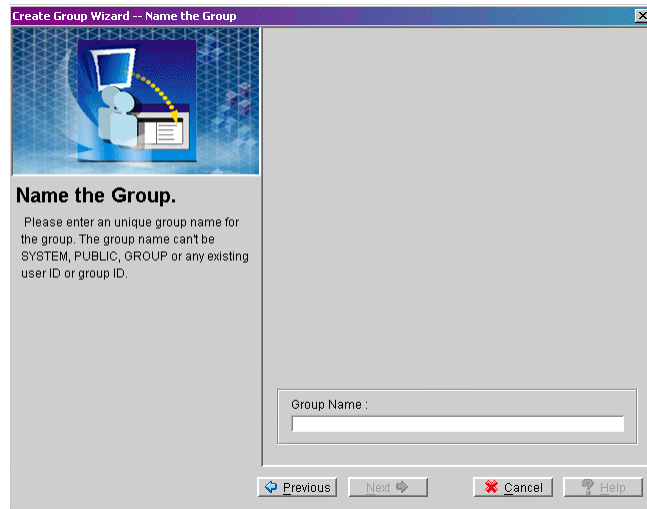 Create Group Wizard -- Name the Group
Name the Group.
Please enter an unique group name for
the group. The group name can't be
SYSTEM, PUBLIC, GROUP or any existing
user ID or group ID.
Group Name :
Previous
Next
Cancel
Help